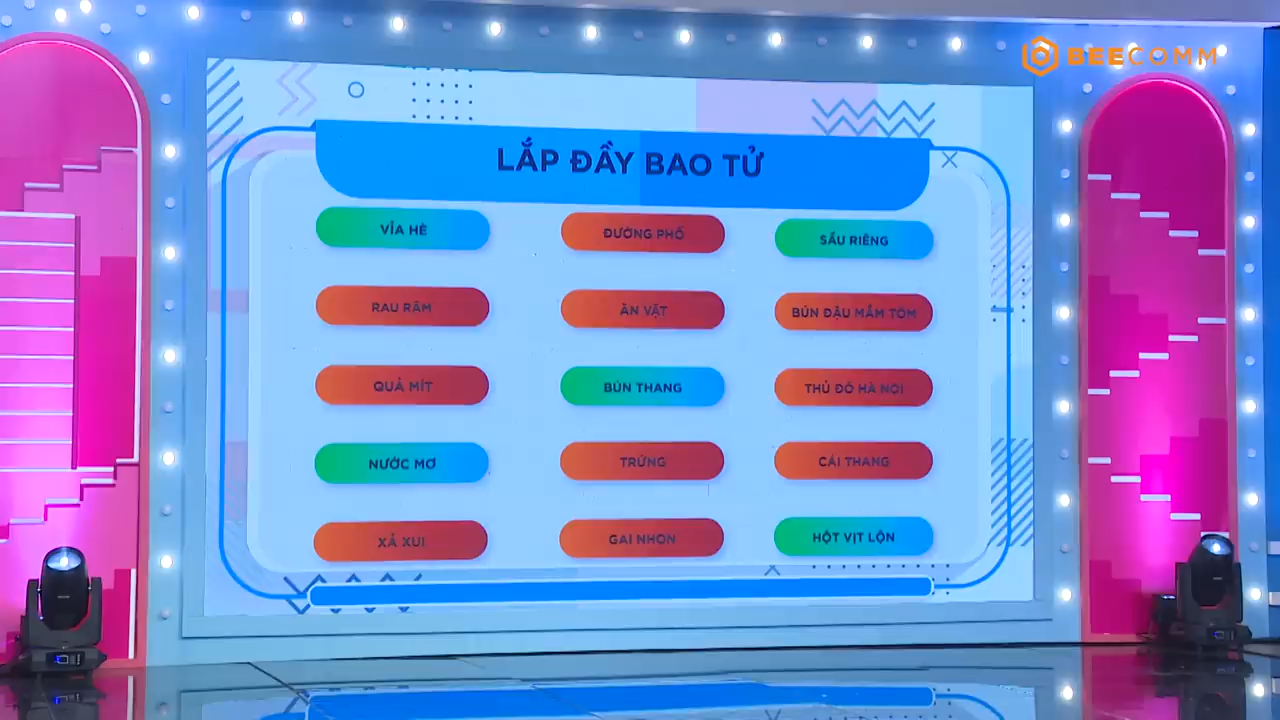 BEECOMM
LẮP ĐẦY BAO TỬ
VỈA HÈ
ĐƯỜNG PHỐ
SẦU RIÊNG
RAU RĂM
ĂN VẶT
BÚN ĐẬU MẮM TÔM
QUẢ MÍT
BÚN THANG
THỦ ĐÔ HÀ NỘI
NƯỚC MƠ
TRỨNG
CÁI THANG
XẢ XUI
GAI NHỌN
HỘT VỊT LỘN